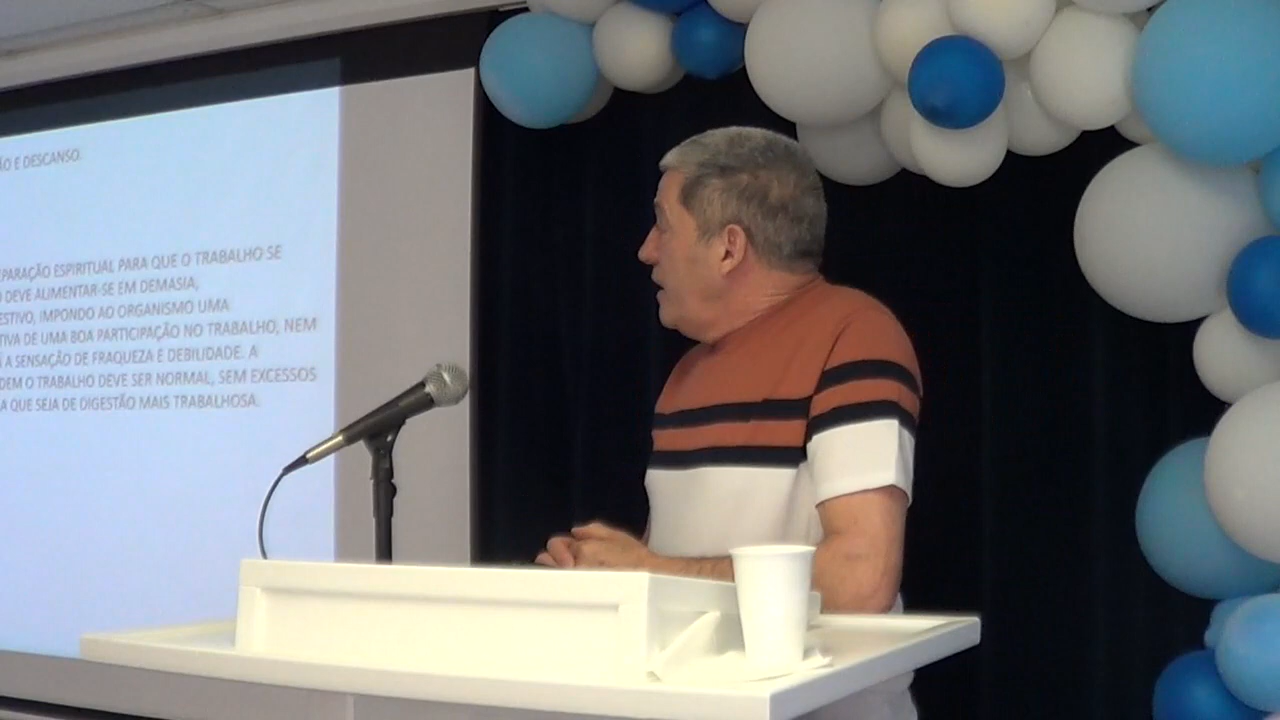 ÃO E DESCANSO.
EPARAÇÃO ESPIRITUAL PARA QUE O TRABALHO SE
DEVE ALIMENTAR-SE EM DEMASIA,
ESTIVO, IMPONDO AO ORGANISMO UMA
TIVA DE UMA BOA PARTICIPAÇÃO NO TRABALHO, NEM
A SENSAÇÃO DE FRAQUEZA E DEBILIDADE. A
DEM O TRABALHO DEVE SER NORMAL, SEM EXCESSOS
A QUE SEJA DE DIGESTÃO MAIS TRABALHOSA.